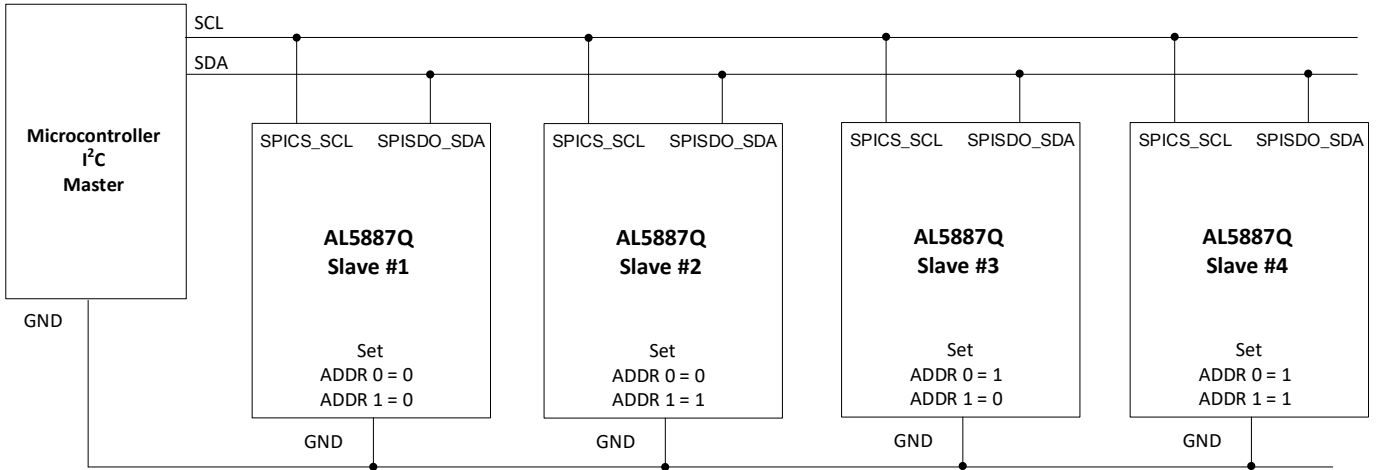 SCL
SDA
Microcontroller
I²C
Master
GND
SPICS_SCL SPISDO_SDA
AL5887Q
Slave #1
Set
ADDR 0 = 0
ADDR 1 = 0
GND
SPICS_SCL SPISDO_SDA
AL5887Q
Slave #2
Set
ADDR 0 = 0
ADDR 1 = 1
GND
SPICS_SCL SPISDO_SDA
AL5887Q
Slave #3
Set
ADDR 0 = 1
ADDR 1 = 0
GND
SPICS_SCL SPISDO_SDA
AL5887Q
Slave #4
Set
ADDR 0 = 1
ADDR 1 = 1
GND